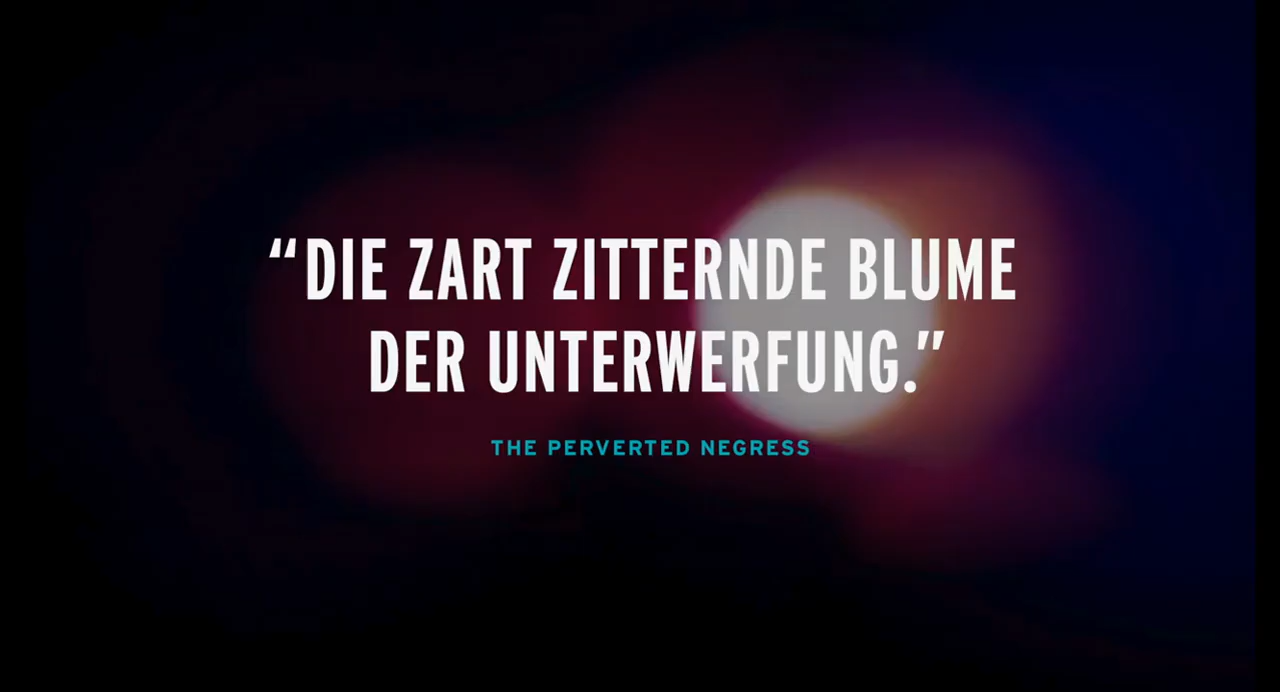 “DIE ZART ZITTERNDE BLUME
DER UNTERWERFUNG.”
THE PERVERTED NEGRESS